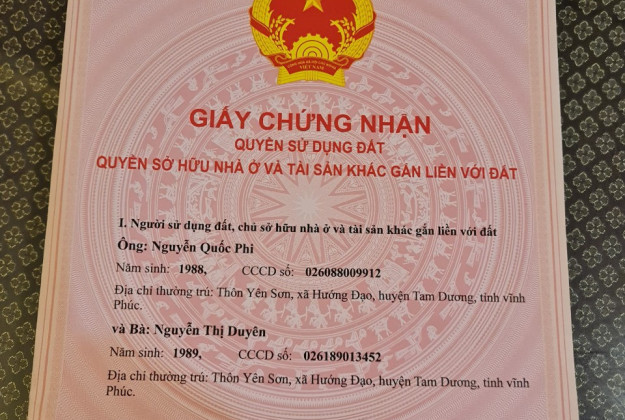 GIẤY CHỨNG NHẬN
QUYỀN SỬ DỤNG ĐẤT
QUYỀN SỞ HỮU NHÀ Ở VÀ TÀI SẢN KHÁC GẮN LIỀN VỚI ĐẤT
I. Người sử dụng đất, chủ sở hữu nhà ở và tài sản khác gắn liền với đất
Ông: Nguyễn Quốc Phi
Năm sinh: 1988, CCCD số: 026088009912
Địa chỉ thường trú: Thôn Yên Sơn, xã Hướng Đạo, huyện Tam Dương, tỉnh vĩnh
Phúc.
và Bà: Nguyễn Thị Duyên
Năm sinh: 1989, CCCD số: 026189013452
Địa chỉ thường trú: Thôn Yên Sơn, xã Hướng Đạo, huyện Tam Dương, tỉnh vĩnh
Phúc.